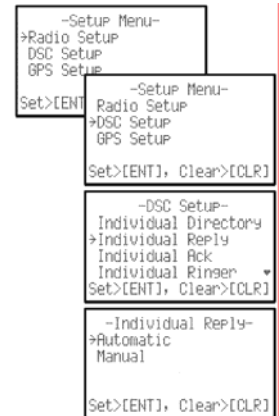 -Setup Menu-
→Radio Setup
DSC Setup
GPS Setup
Set>[ENT
-Setup Menu-
Radio Setup
→DSC Setup
GPS Setup
Set>[ENT], Clear>[CLR]
-DSC Setup-
Individual Directory
→Individual Reply
Individual Ack
Individual Ringer ▾
Set>[ENT], Clear>[CLR]
-Individual Reply-
→Automatic
Manual
Set>[ENT], Clear>[CLR]